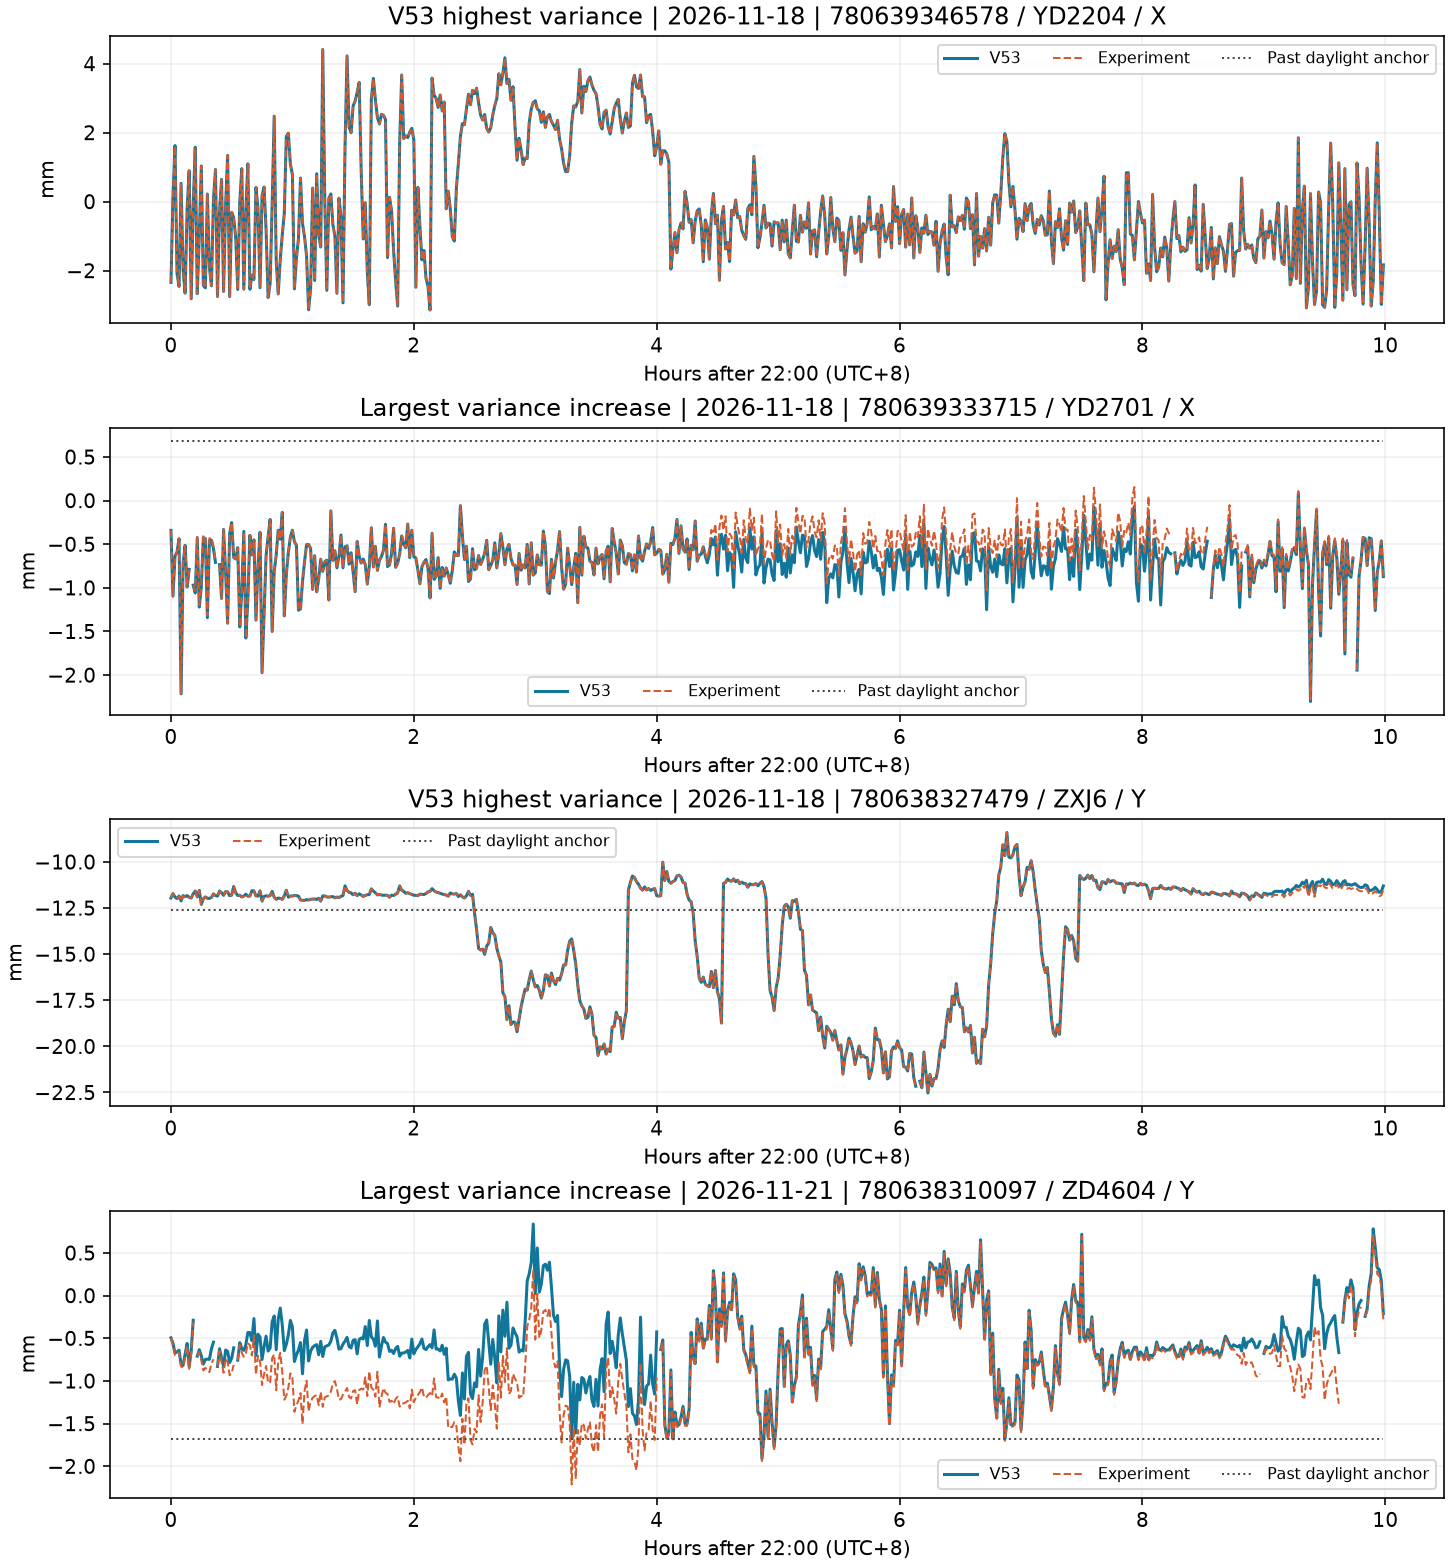 V53 highest variance | 2026-11-18 | 780639346578 / YD2204 / X
V53 Experiment Past daylight anchor
4
2
0
−2
mm
0 2 4 6 8 10
Hours after 22:00 (UTC+8)
Largest variance increase | 2026-11-18 | 780639333715 / YD2701 / X
0.5
0.0
−0.5
−1.0
−1.5
−2.0
mm
V53 Experiment Past daylight anchor
0 2 4 6 8 10
Hours after 22:00 (UTC+8)
V53 highest variance | 2026-11-18 | 780638327479 / ZXJ6 / Y
V53 Experiment Past daylight anchor
−10.0
−12.5
−15.0
−17.5
−20.0
−22.5
mm
0 2 4 6 8 10
Hours after 22:00 (UTC+8)
Largest variance increase | 2026-11-21 | 780638310097 / ZD4604 / Y
0.5
0.0
−0.5
−1.0
−1.5
−2.0
mm
V53 Experiment Past daylight anchor
0 2 4 6 8 10
Hours after 22:00 (UTC+8)